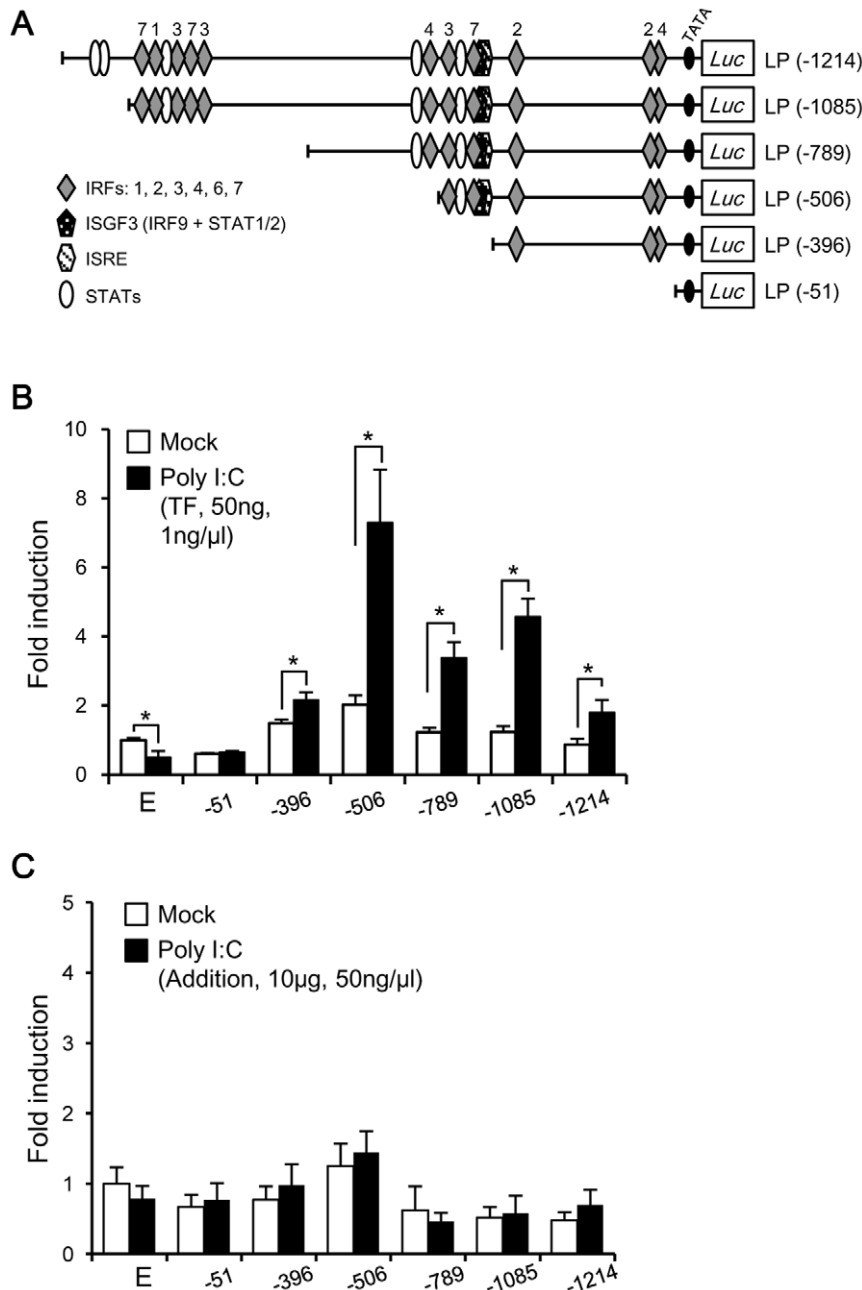 A
7 1 3 7 3 4 3 7 2 2 4 TATA
Luc LP (-1214)
Luc LP (-1085)
Luc LP (-789)
IRFs: 1, 2, 3, 4, 6, 7
Luc LP (-506)
ISGF3 (IRF9 + STAT1/2)
Luc LP (-396)
ISRE
STATs
Luc LP (-51)
B
Fold induction
10
8
6
4
2
0
Mock
Poly I:C
(TF, 50ng,
1ng/µl)
* * * * * *
E -51 -396 -506 -789 -1085 -1214
C
Fold induction
5
4
3
2
1
0
Mock
Poly I:C
(Addition, 10µg, 50ng/µl)
E -51 -396 -506 -789 -1085 -1214